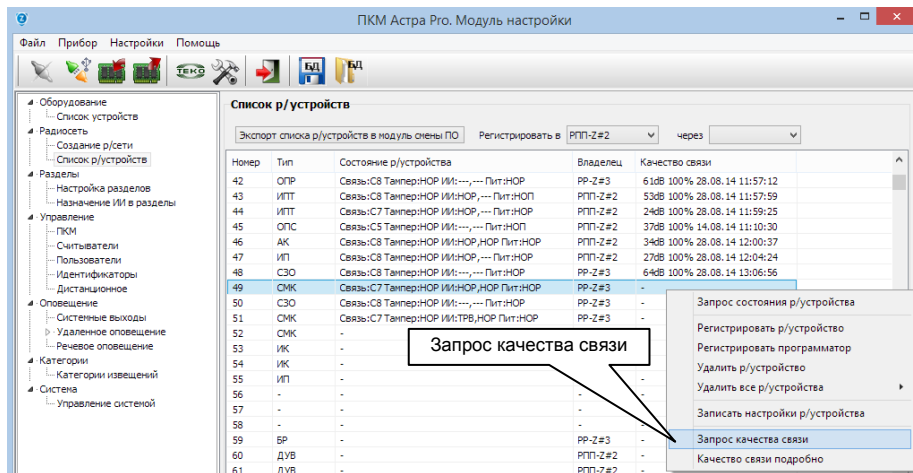 ПКМ Астра Pro. Модуль настройки
Файл Прибор Настройки Помощь
TEKO БД БД
Оборудование
Список устройств
Радиосеть
Создание р/сети
Список р/устройств
Разделы
Настройка разделов
Назначение ИИ в разделы
Управление
ПКМ
Считыватели
Пользователи
Идентификаторы
Дистанционное
Оповещение
Системные выходы
Удаленное оповещение
Речевое оповещение
Категории
Категории извещений
Система
Управление системой
Список р/устройств
Экспорт списка р/устройств в модуль смены ПО Регистрировать в РПП-Z#2 через
Номер Тип Состояние р/устройства Владелец Качество связи
42 ОПР Связь:С8 Тампер:НОР ИИ:---,--- Пит:НОР PP-Z#3 61dB 100% 28.08.14 11:57:12
43 ИПТ Связь:С8 Тампер:НОР ИИ:НОР,--- Пит:НОП РПП-Z#2 53dB 100% 28.08.14 11:57:59
44 ИПТ Связь:С7 Тампер:НОР ИИ:НОР,--- Пит:НОР РПП-Z#2 24dB 100% 28.08.14 11:59:25
45 ОПС Связь:С5 Тампер:НОР ИИ:---,--- Пит:НОП РПП-Z#2 37dB 100% 14.08.14 11:10:30
46 АК Связь:С8 Тампер:НОР ИИ:НОР,НОР Пит:НОР РПП-Z#2 34dB 100% 28.08.14 12:00:37
47 ИП Связь:С8 Тампер:НОР ИИ:НОР,--- Пит:НОР РПП-Z#2 27dB 100% 28.08.14 12:04:24
48 СЗО Связь:С8 Тампер:НОР ИИ:---,--- Пит:НОР PP-Z#3 64dB 100% 28.08.14 13:06:56
49 СМК Связь:С7 Тампер:НОР ИИ:НОР,НОР Пит:НОР PP-Z#3 -
50 СЗО Связь:С8 Тампер:НОР ИИ:---,--- Пит:НОР PP-Z#3 -
51 СМК Связь:С7 Тампер:НОР ИИ:ТРВ,НОР Пит:НОР PP-Z#3 -
52 СМК -
53 ИК -
54 ИК -
55 ИП - -
56 - - - -
57 - - - -
58 - - - -
59 БР - PP-Z#3 -
60 ДУВ - РПП-Z#2 -
61 ДУВ - РПП-Z#2 -
Запрос качества связи
Запрос состояния р/устройства
Регистрировать р/устройство
Регистрировать программатор
Удалить р/устройство
Удалить все р/устройства
Записать настройки р/устройства
Запрос качества связи
Качество связи подробно